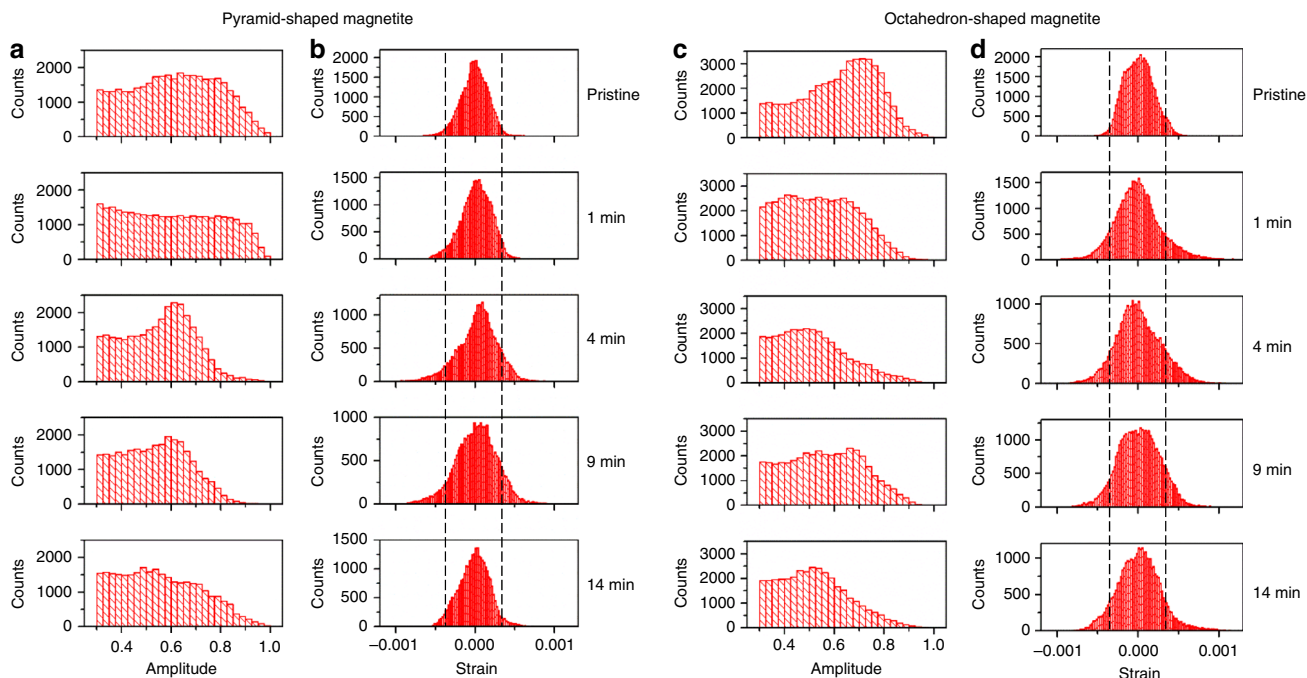 Pyramid-shaped magnetite
Octahedron-shaped magnetite
a
b
c
d
Counts
2000
1000
0
Counts
2000
1500
1000
500
0
Pristine
Counts
3000
2000
1000
0
Counts
2000
1500
1000
500
0
Pristine
Counts
2000
1000
0
Counts
1500
1000
500
0
1 min
Counts
3000
2000
1000
0
Counts
1500
1000
500
0
1 min
Counts
2000
1000
0
Counts
1000
500
0
4 min
Counts
3000
2000
1000
0
Counts
1000
500
0
4 min
Counts
2000
1000
0
Counts
1000
500
0
9 min
Counts
3000
2000
1000
0
Counts
1000
500
0
9 min
Counts
2000
1000
0
Counts
1500
1000
500
0
14 min
Counts
3000
2000
1000
0
Counts
1000
500
0
14 min
0.4 0.6 0.8 1.0
−0.001 0.000 0.001
0.4 0.6 0.8 1.0
−0.001 0.000 0.001
Amplitude
Strain
Amplitude
Strain